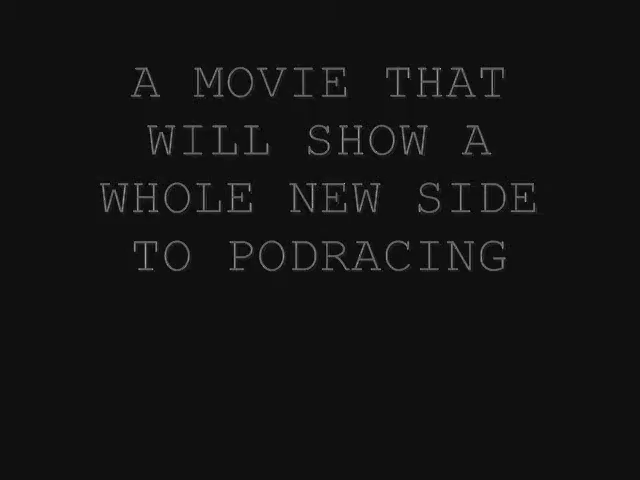 A MOVIE THAT
WILL SHOW A
WHOLE NEW SIDE
TO PODRACING